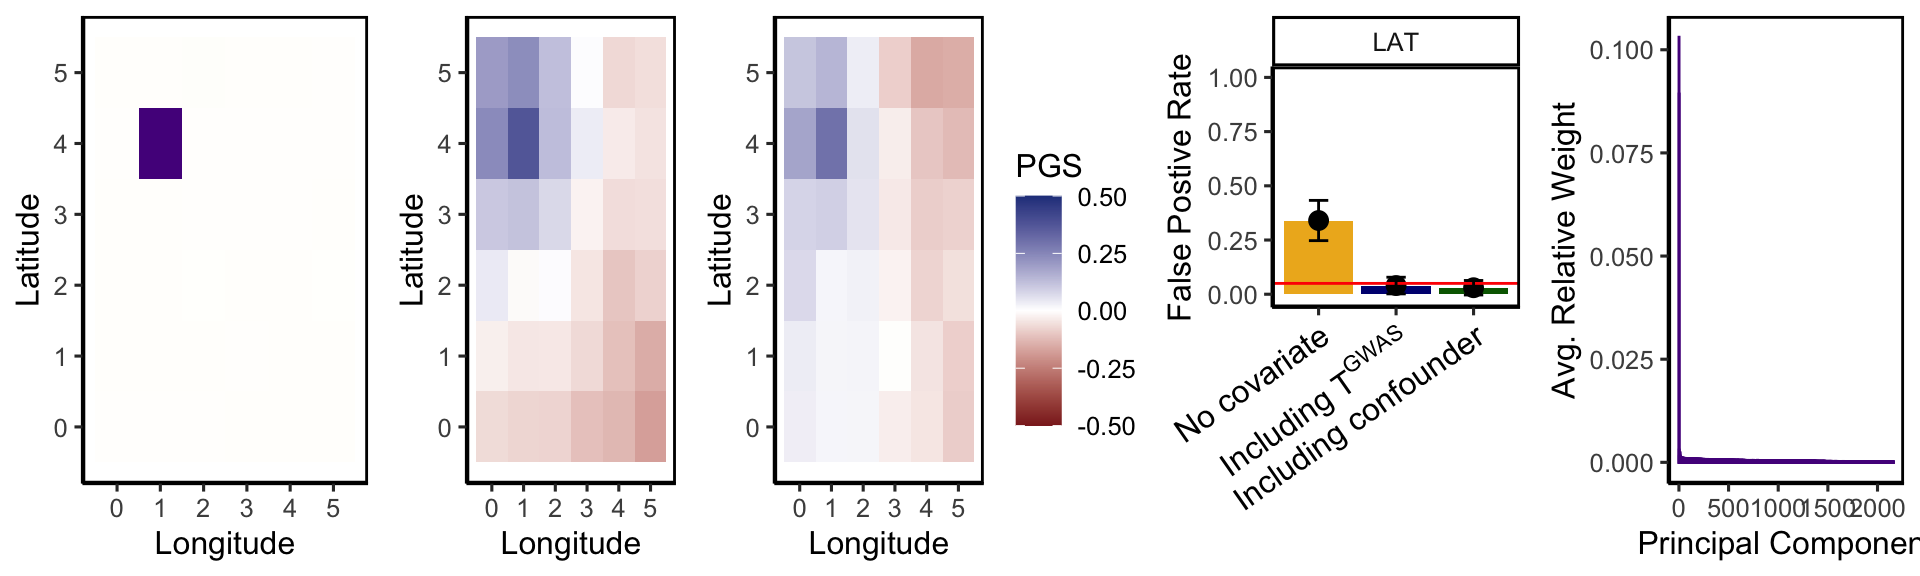 Latitude
5
4
3
2
1
0
0 1 2 3 4 5
Longitude
Latitude
5
4
3
2
1
0
0 1 2 3 4 5
Longitude
Latitude
5
4
3
2
1
0
0 1 2 3 4 5
Longitude
PGS
0.50
0.25
0.00
-0.25
-0.50
LAT
False Postive Rate
1.00
0.75
0.50
0.25
0.00
No covariate
Including T^GWAS
Including confounder
Avg. Relative Weight
0.100
0.075
0.050
0.025
0.000
0 500 1000 1500 2000
Principal Componen